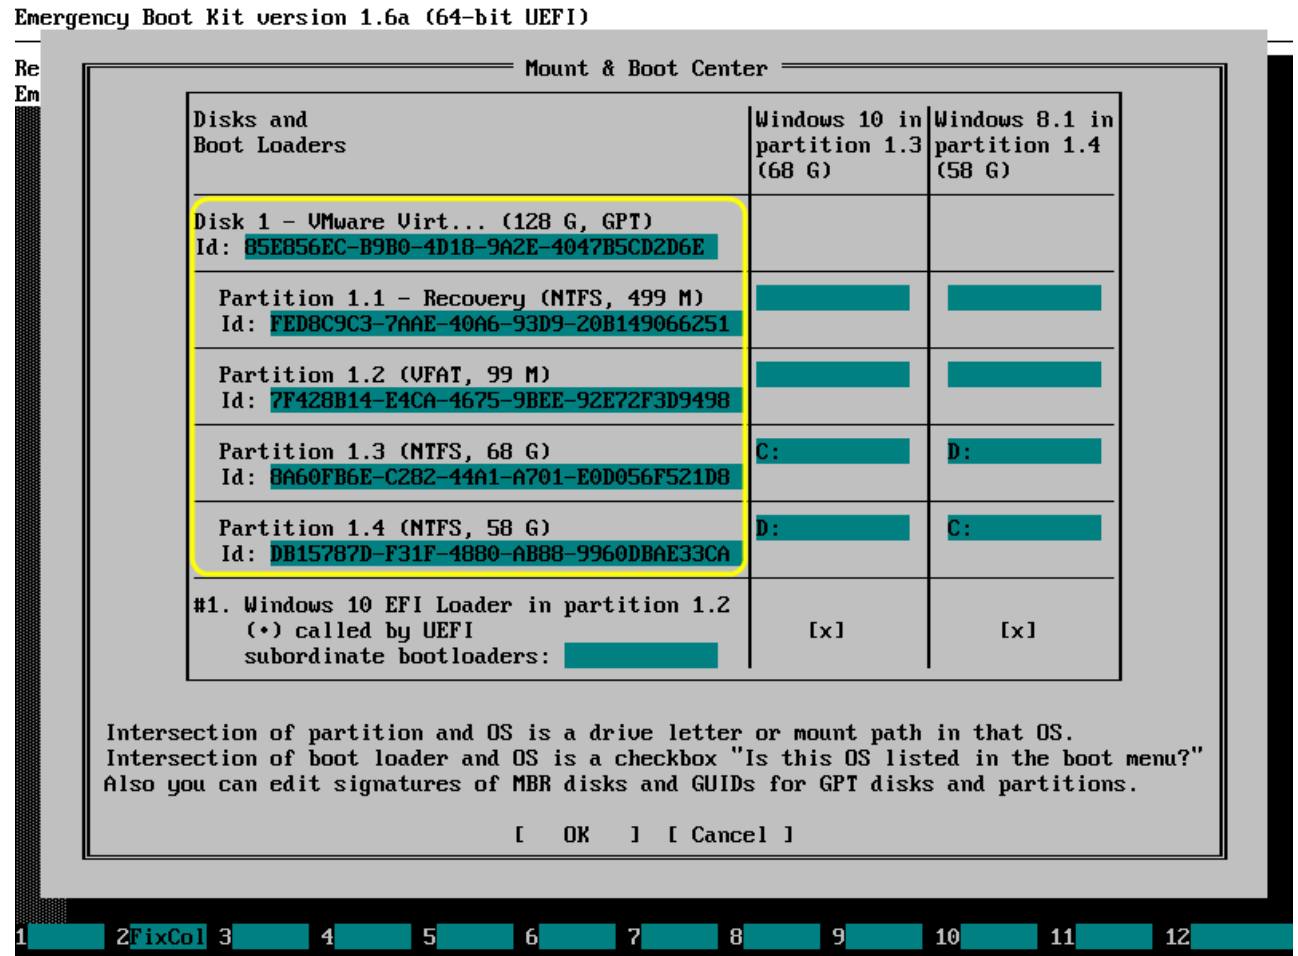 Emergency Boot Kit version 1.6a (64-bit UEFI)
Re
Em
Mount & Boot Center
Disks and
Boot Loaders
Windows 10 in
partition 1.3
(68 G)
Windows 8.1 in
partition 1.4
(58 G)
Disk 1 - VMware Virt... (128 G, GPT)
Id: 85E856EC-B9B0-4D18-9A2E-4047B5CD2D6E
Partition 1.1 - Recovery (NTFS, 499 M)
Id: FED8C9C3-7AAE-40A6-93D9-20B149066251
Partition 1.2 (VFAT, 99 M)
Id: 7F428B14-E4CA-4675-9BEE-92E72F3D9498
Partition 1.3 (NTFS, 68 G) C: D:
Id: 8A60FB6E-C282-44A1-A701-E0D056F521D8
Partition 1.4 (NTFS, 58 G) D: C:
Id: DB15787D-F31F-4880-AB88-9960DBAE33CA
#1. Windows 10 EFI Loader in partition 1.2
(•) called by UEFI [x] [x]
subordinate bootloaders:
Intersection of partition and OS is a drive letter or mount path in that OS.
Intersection of boot loader and OS is a checkbox "Is this OS listed in the boot menu?"
Also you can edit signatures of MBR disks and GUIDs for GPT disks and partitions.
[ OK ] [ Cancel ]
1 2FixCol 3 4 5 6 7 8 9 10 11 12